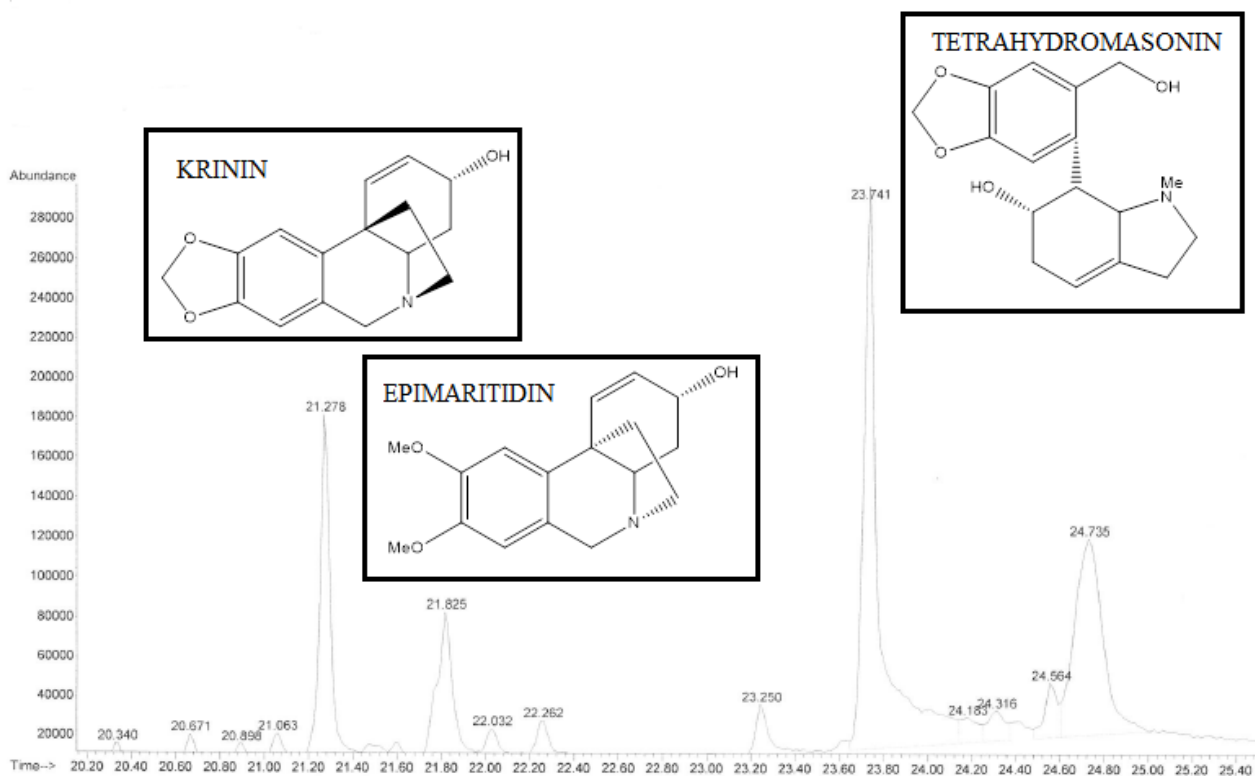 TETRAHYDROMASONIN
O
OH
O
HO
Me
N
KRININ
OH
O
O
N
EPIMARITIDIN
OH
MeO
MeO
N
Abundance
280000
260000
240000
220000
200000
180000
160000
140000
120000
100000
80000
60000
40000
20000
20.340
20.671
20.898
21.063
21.278
21.825
22.032
22.262
23.250
23.741
24.183
24.316
24.564
24.735
Time-->
20.20 20.40 20.60 20.80 21.00 21.20 21.40 21.60 21.80 22.00 22.20 22.40 22.60 22.80 23.00 23.20 23.40 23.60 23.80 24.00 24.20 24.40 24.60 24.80 25.00 25.20 25.40